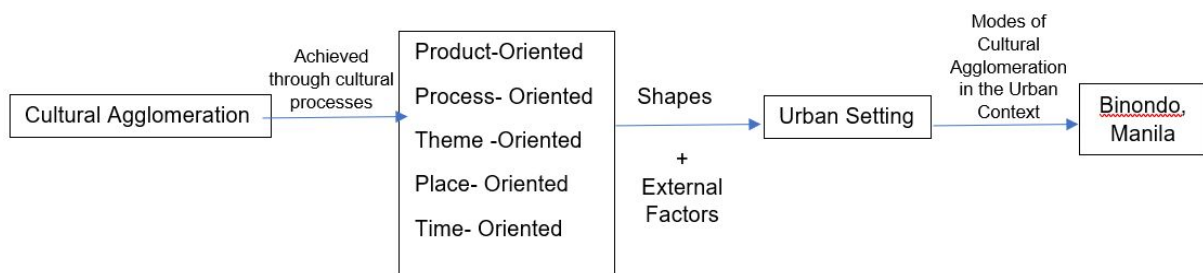 Cultural Agglomeration
Achieved
through cultural
processes
Product-Oriented
Process- Oriented
Theme -Oriented
Place- Oriented
Time- Oriented
Shapes
+
External
Factors
Urban Setting
Modes of
Cultural
Agglomeration
in the Urban
Context
Binondo,
Manila